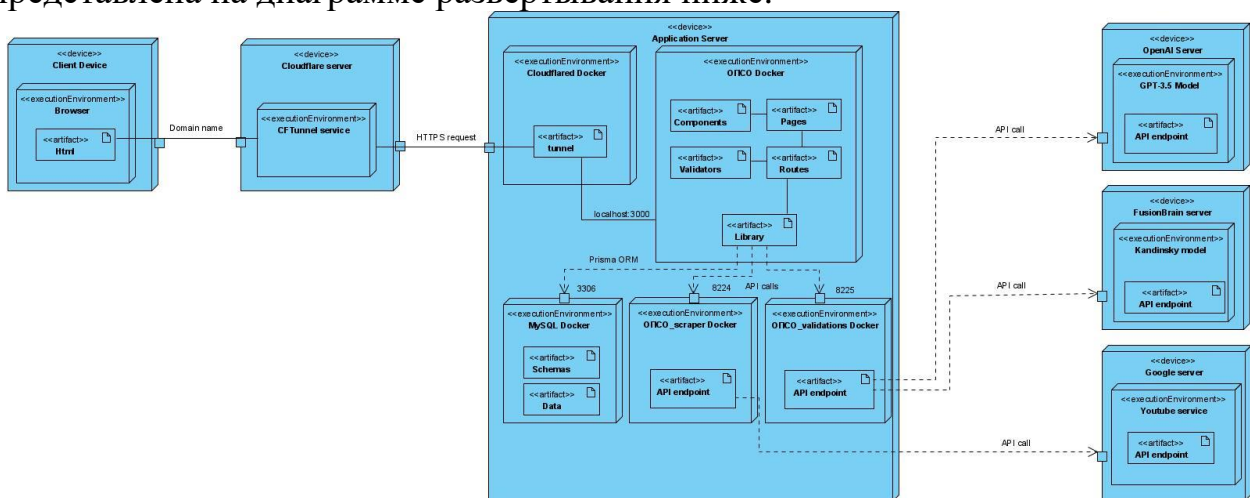 представлена на диаграмме развертывания ниже.
<<device>>
Client Device
<<executionEnvironment>>
Browser
<<artifact>>
Html
Domain name
<<device>>
Cloudflare server
<<executionEnvironment>>
CFTunnel service
HTTPS request
<<device>>
Application Server
<<executionEnvironment>>
Cloudflared Docker
<<artifact>>
tunnel
localhost:3000
<<executionEnvironment>>
ОПСО Docker
<<artifact>>
Components
<<artifact>>
Pages
<<artifact>>
Validators
<<artifact>>
Routes
<<artifact>>
Library
Prisma ORM
3306
8224
API calls
8225
<<executionEnvironment>>
MySQL Docker
<<artifact>>
Schemas
<<artifact>>
Data
<<executionEnvironment>>
ОПСО_scraper Docker
<<artifact>>
API endpoint
<<executionEnvironment>>
ОПСО_validations Docker
<<artifact>>
API endpoint
API call
<<device>>
OpenAI Server
<<executionEnvironment>>
GPT-3.5 Model
<<artifact>>
API endpoint
API call
<<device>>
FusionBrain server
<<executionEnvironment>>
Kandinsky model
<<artifact>>
API endpoint
API call
<<device>>
Google server
<<executionEnvironment>>
Youtube service
<<artifact>>
API endpoint